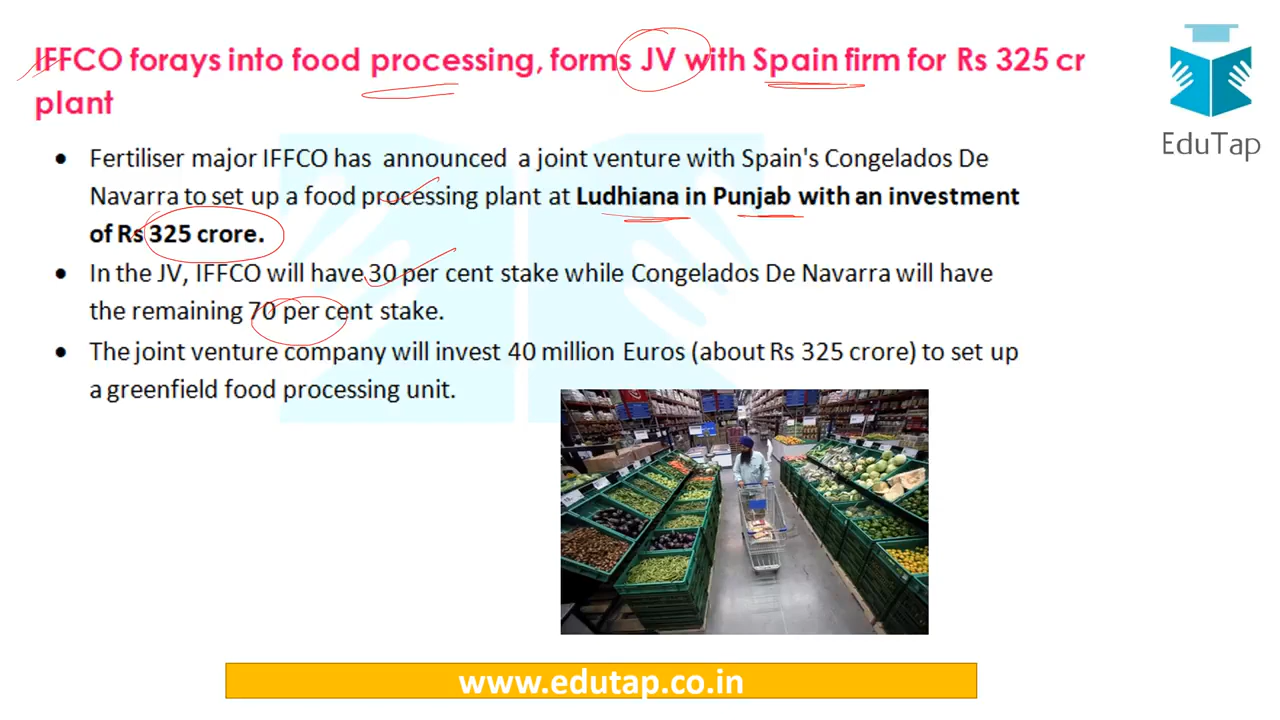 IFFCO forays into food processing, forms JV with Spain firm for Rs 325 cr
plant
EduTap
• Fertiliser major IFFCO has announced a joint venture with Spain's Congelados De
Navarra to set up a food processing plant at Ludhiana in Punjab with an investment
of Rs 325 crore.
• In the JV, IFFCO will have 30 per cent stake while Congelados De Navarra will have
the remaining 70 per cent stake.
• The joint venture company will invest 40 million Euros (about Rs 325 crore) to set up
a greenfield food processing unit.
www.edutap.co.in